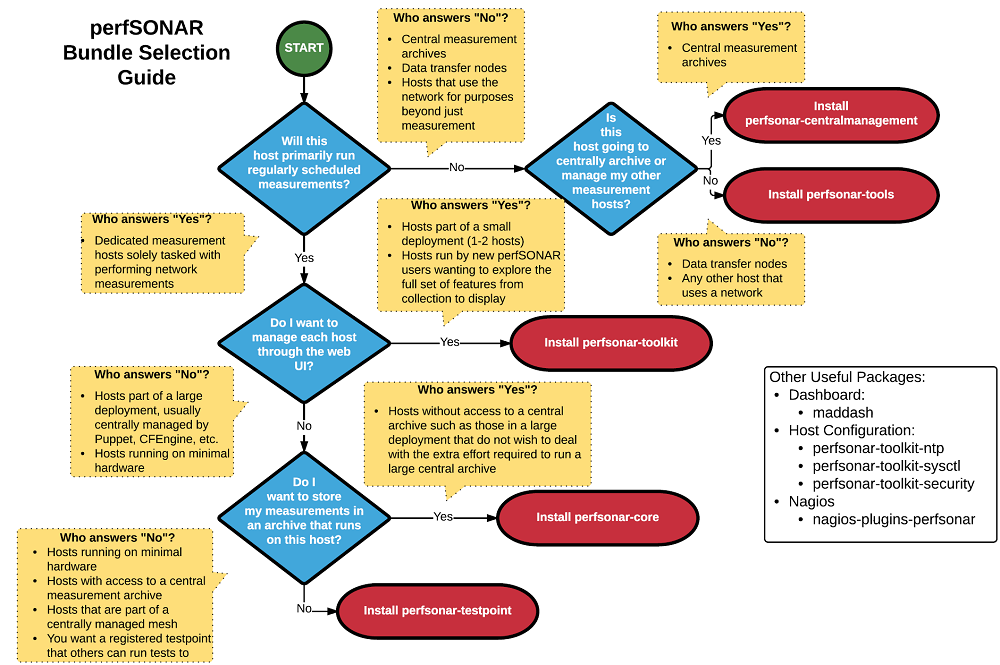 perfSONAR
Bundle Selection
Guide
START
Who answers "No"?
• Central measurement
archives
• Data transfer nodes
• Hosts that use the
network for purposes
beyond just
measurement
Who answers "Yes"?
• Central measurement
archives
Will this
host primarily run
regularly scheduled
measurements?
No
Is
this
host going to
centrally archive or
manage my other
measurement
hosts?
Yes
Install
perfsonar-centralmanagement
No
Install perfsonar-tools
Who answers "No"?
• Data transfer nodes
• Any other host that
uses a network
Who answers "Yes"?
• Dedicated measurement
hosts solely tasked with
performing network
measurements
Yes
Who answers "Yes"?
• Hosts part of a small
deployment (1-2 hosts)
• Hosts run by new perfSONAR
users wanting to explore the
full set of features from
collection to display
Do I want to
manage each host
through the web
UI?
Yes
Install perfsonar-toolkit
Who answers "No"?
• Hosts part of a large
deployment, usually
centrally managed by
Puppet, CFEngine, etc.
• Hosts running on minimal
hardware
No
Who answers "Yes"?
• Hosts without access to a central
archive such as those in a large
deployment that do not wish to deal
with the extra effort required to run a
large central archive
Do I
want to store
my measurements in
an archive that runs
on this host?
Yes
Install perfsonar-core
Who answers "No"?
• Hosts running on minimal
hardware
• Hosts with access to a central
measurement archive
• Hosts that are part of a
centrally managed mesh
• You want a registered testpoint
that others can run tests to
No
Install perfsonar-testpoint
Other Useful Packages:
• Dashboard:
• maddash
• Host Configuration:
• perfsonar-toolkit-ntp
• perfsonar-toolkit-sysctl
• perfsonar-toolkit-security
• Nagios
• nagios-plugins-perfsonar